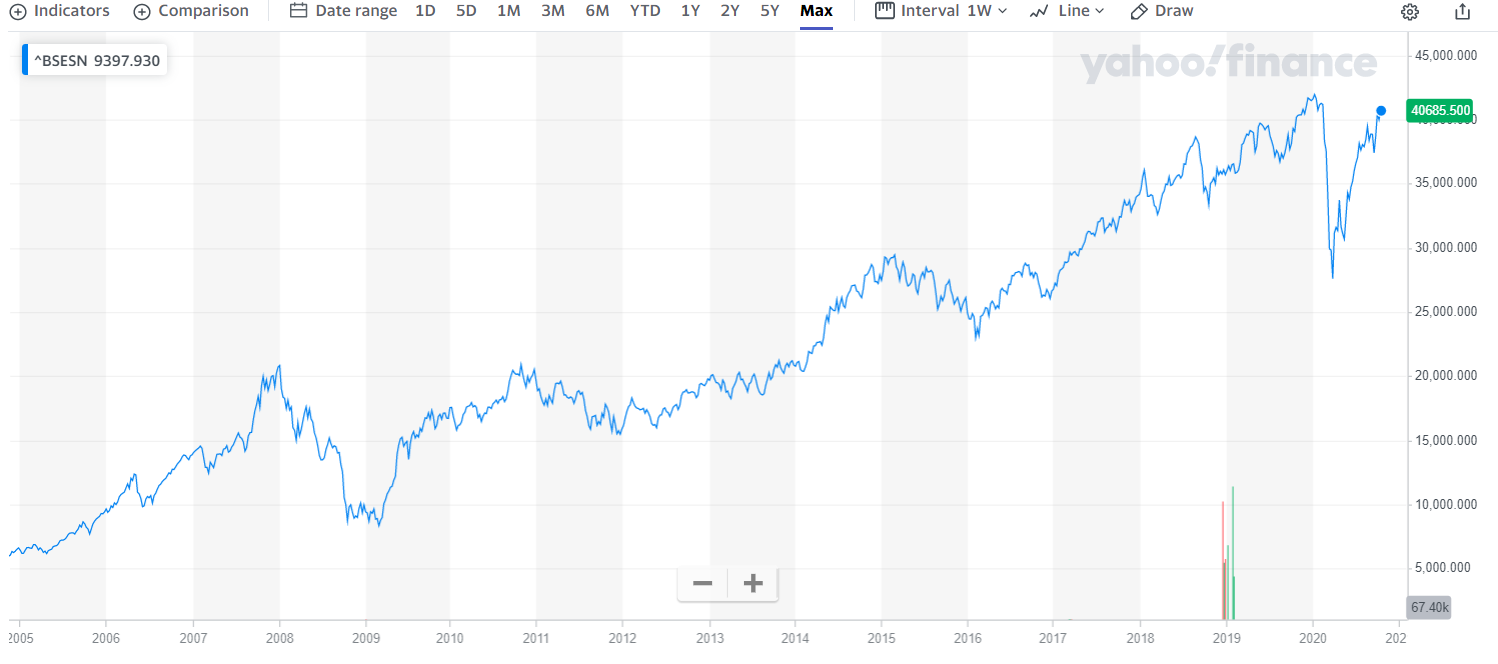 Indicators Comparison Date range 1D 5D 1M 3M 6M YTD 1Y 2Y 5Y Max Interval 1W Line Draw
^BSESN 9397.930
yahoo!finance
45,000.000
40685.500
35,000.000
30,000.000
25,000.000
20,000.000
15,000.000
10,000.000
5,000.000
67.40k
2005 2006 2007 2008 2009 2010 2011 2012 2013 2014 2015 2016 2017 2018 2019 2020 202